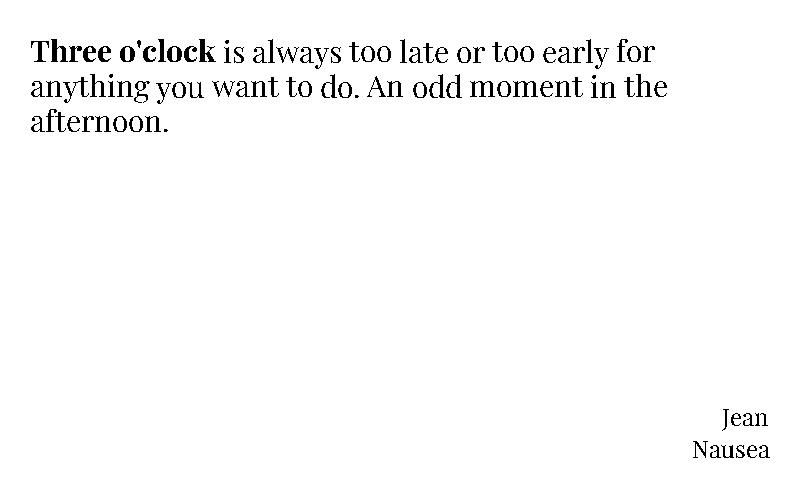 Three o'clock is always too late or too early for
anything you want to do. An odd moment in the
afternoon.
Jean
Nausea